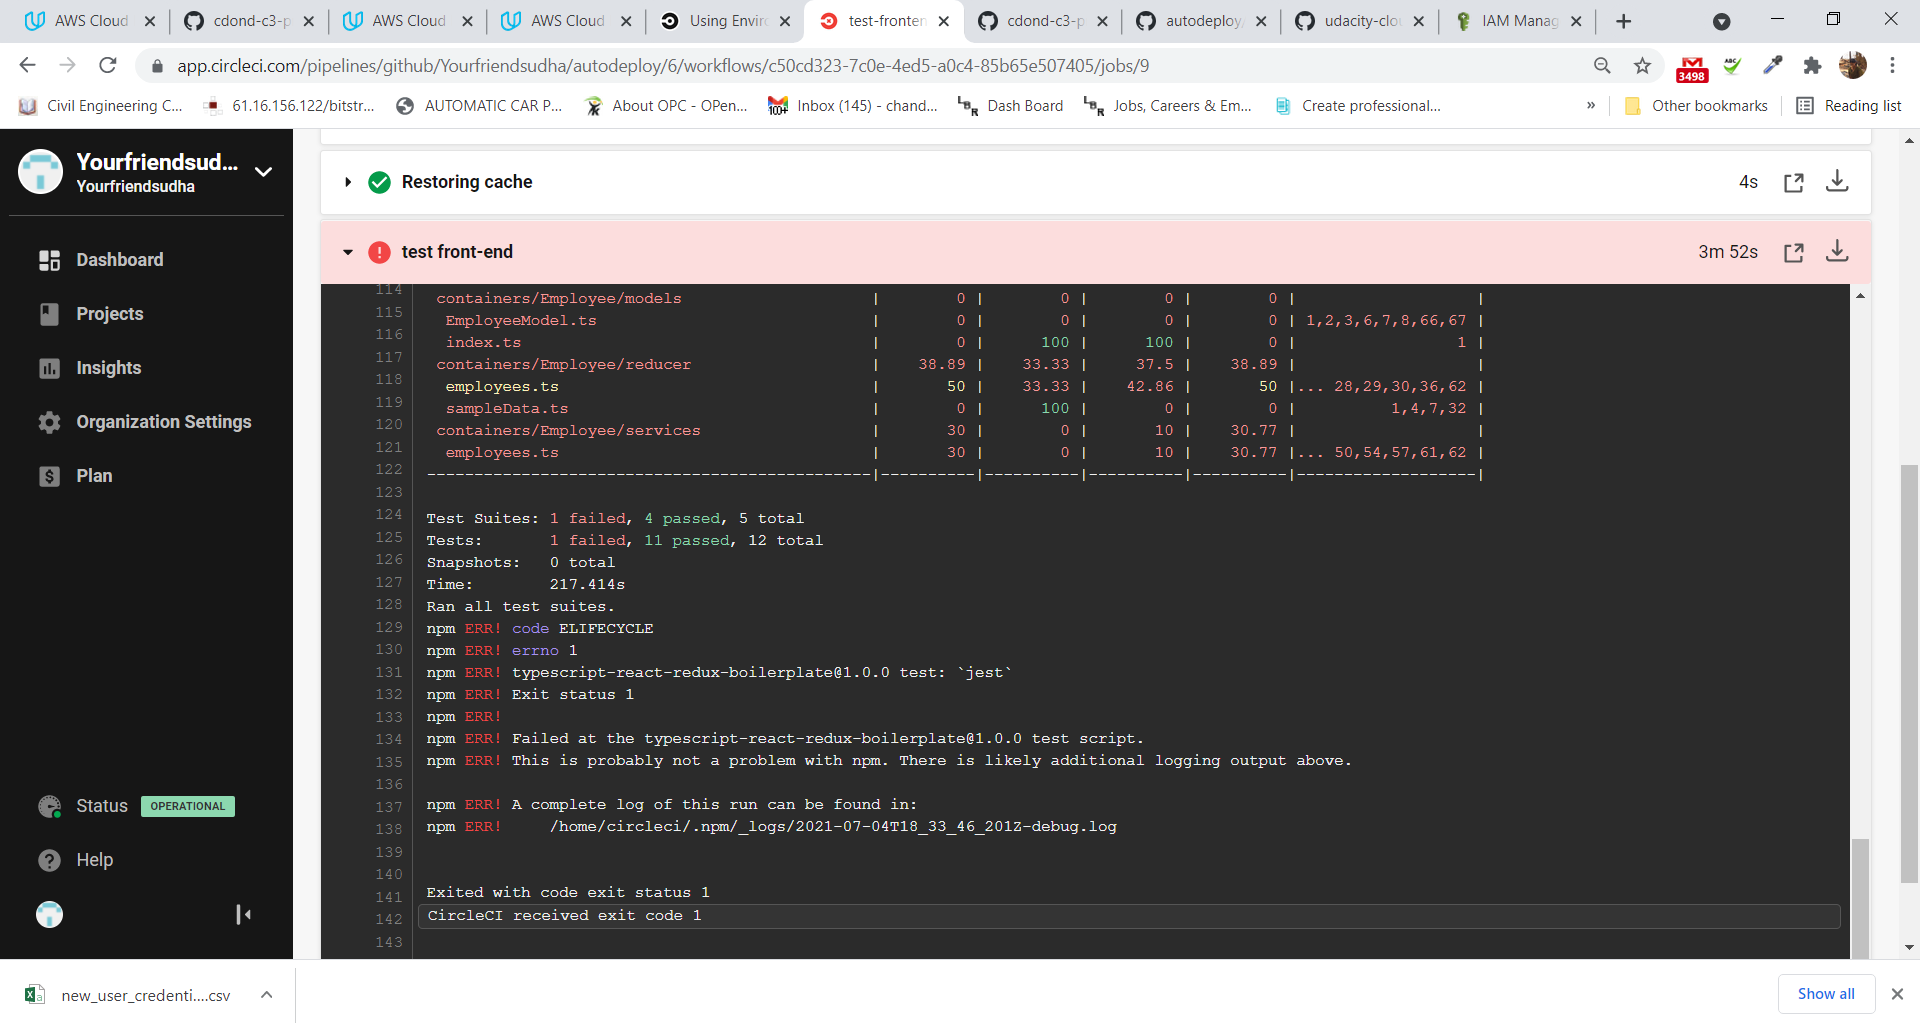 AWS Cloud
cdond-c3-p
AWS Cloud
AWS Cloud
Using Enviro
test-fronten
cdond-c3-p
autodeploy/
udacity-clou
IAM Manag
app.circleci.com/pipelines/github/Yourfriendsudha/autodeploy/6/workflows/c50cd323-7c0e-4ed5-a0c4-85b65e507405/jobs/9
3498
ABC
Civil Engineering C...
61.16.156.122/bitstr...
AUTOMATIC CAR P...
About OPC - OPen...
100+
Inbox (145) - chand...
Dash Board
Jobs, Careers & Em...
Create professional...
»
Other bookmarks
Reading list
Yourfriendsud...
Yourfriendsudha
Dashboard
Projects
Insights
Organization Settings
Plan
Status OPERATIONAL
Help
Restoring cache 4s
test front-end 3m 52s
114
115
116
117
118
119
120
121
122
123
124
125
126
127
128
129
130
131
132
133
134
135
136
137
138
139
140
141
142
143
containers/Employee/models | 0 | 0 | 0 | 0 | |
EmployeeModel.ts | 0 | 0 | 0 | 0 | 1,2,3,6,7,8,66,67 |
index.ts | 0 | 100 | 100 | 0 | 1 |
containers/Employee/reducer | 38.89 | 33.33 | 37.5 | 38.89 | |
employees.ts | 50 | 33.33 | 42.86 | 50 |... 28,29,30,36,62 |
sampleData.ts | 0 | 100 | 0 | 0 | 1,4,7,32 |
containers/Employee/services | 30 | 0 | 10 | 30.77 | |
employees.ts | 30 | 0 | 10 | 30.77 |... 50,54,57,61,62 |
-----------------------------------------------|----------|----------|----------|----------|-------------------|
Test Suites: 1 failed, 4 passed, 5 total
Tests: 1 failed, 11 passed, 12 total
Snapshots: 0 total
Time: 217.414s
Ran all test suites.
npm ERR! code ELIFECYCLE
npm ERR! errno 1
npm ERR! typescript-react-redux-boilerplate@1.0.0 test: `jest`
npm ERR! Exit status 1
npm ERR!
npm ERR! Failed at the typescript-react-redux-boilerplate@1.0.0 test script.
npm ERR! This is probably not a problem with npm. There is likely additional logging output above.
npm ERR! A complete log of this run can be found in:
npm ERR! /home/circleci/.npm/_logs/2021-07-04T18_33_46_201Z-debug.log
Exited with code exit status 1
CircleCI received exit code 1
new_user_credenti....csv
Show all